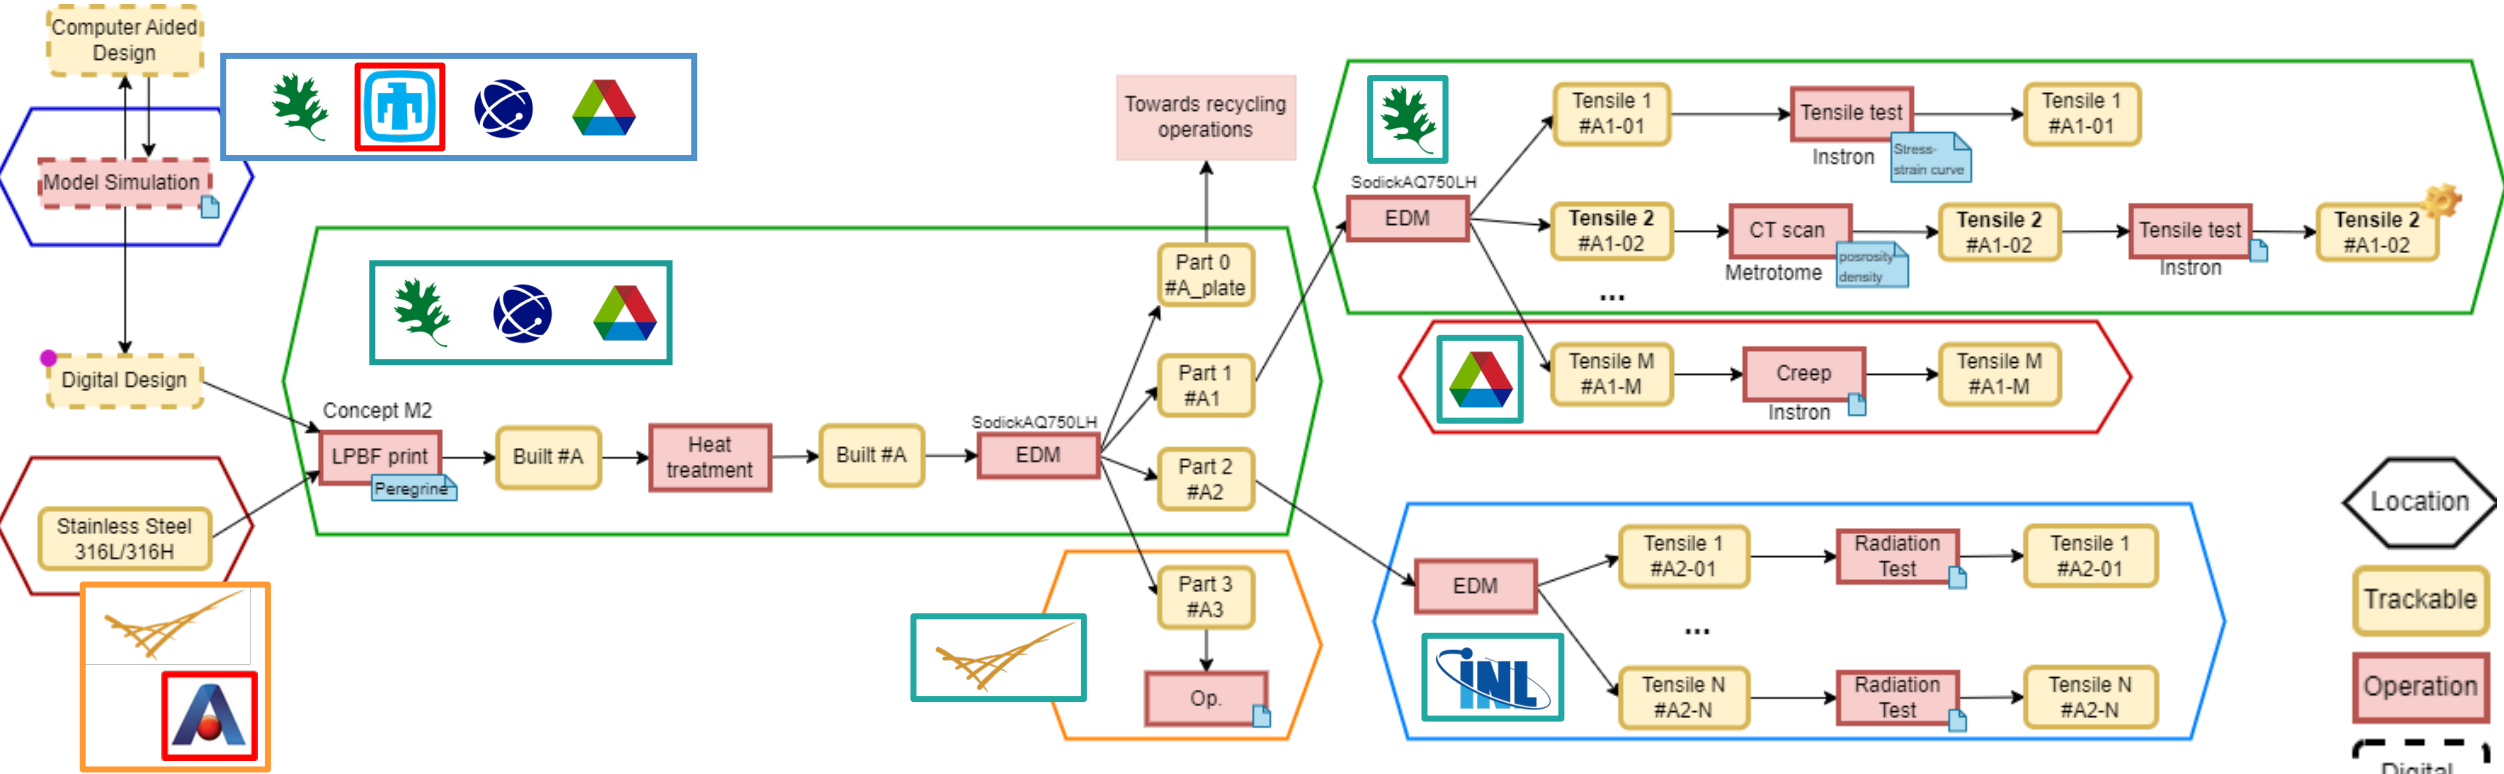 Computer Aided
Design
Model Simulation
Digital Design
Stainless Steel
316L/316H
Concept M2
LPBF print
Peregrine
Built #A
Heat
treatment
Built #A
SodickAQ750LH
EDM
Towards recycling
operations
Part 0
#A_plate
Part 1
#A1
Part 2
#A2
Part 3
#A3
Op.
SodickAQ750LH
EDM
Tensile 1
#A1-01
Tensile test
Instron
Stress-
strain curve
Tensile 1
#A1-01
Tensile 2
#A1-02
CT scan
Metrotome
posrosity
density
Tensile 2
#A1-02
Tensile test
Instron
Tensile 2
#A1-02
...
Tensile M
#A1-M
Creep
Instron
Tensile M
#A1-M
EDM
INL
Tensile 1
#A2-01
Radiation
Test
Tensile 1
#A2-01
...
Tensile N
#A2-N
Radiation
Test
Tensile N
#A2-N
Location
Trackable
Operation
Digital